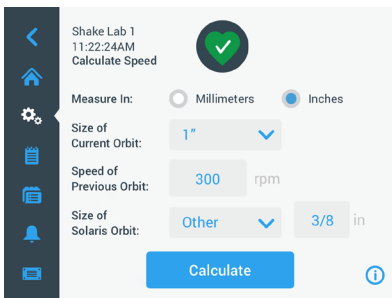 Shake Lab 1
11:22:24AM
Calculate Speed
Measure In: Millimeters Inches
Size of
Current Orbit: 1”
Speed of
Previous Orbit: 300 rpm
Size of
Solaris Orbit: Other 3/8 in
Calculate